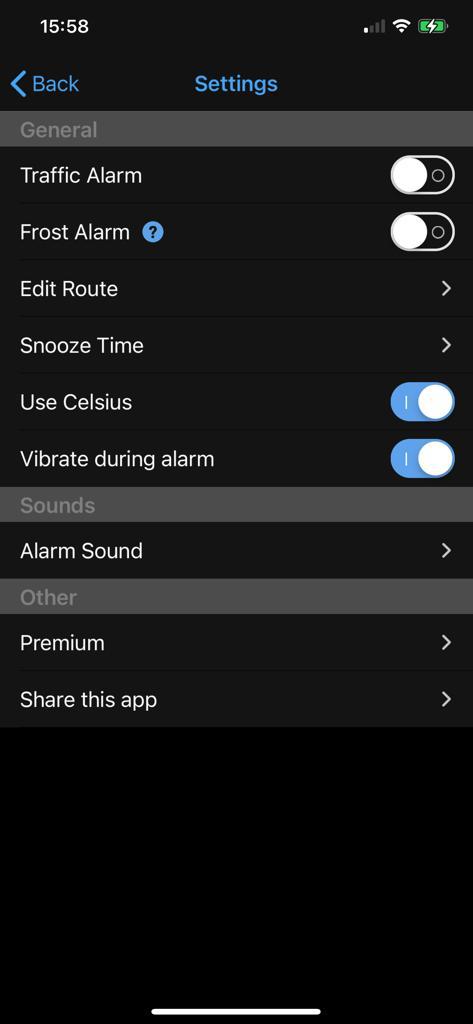 15:58
Back Settings
General
Traffic Alarm
Frost Alarm ?
Edit Route
Snooze Time
Use Celsius
Vibrate during alarm
Sounds
Alarm Sound
Other
Premium
Share this app